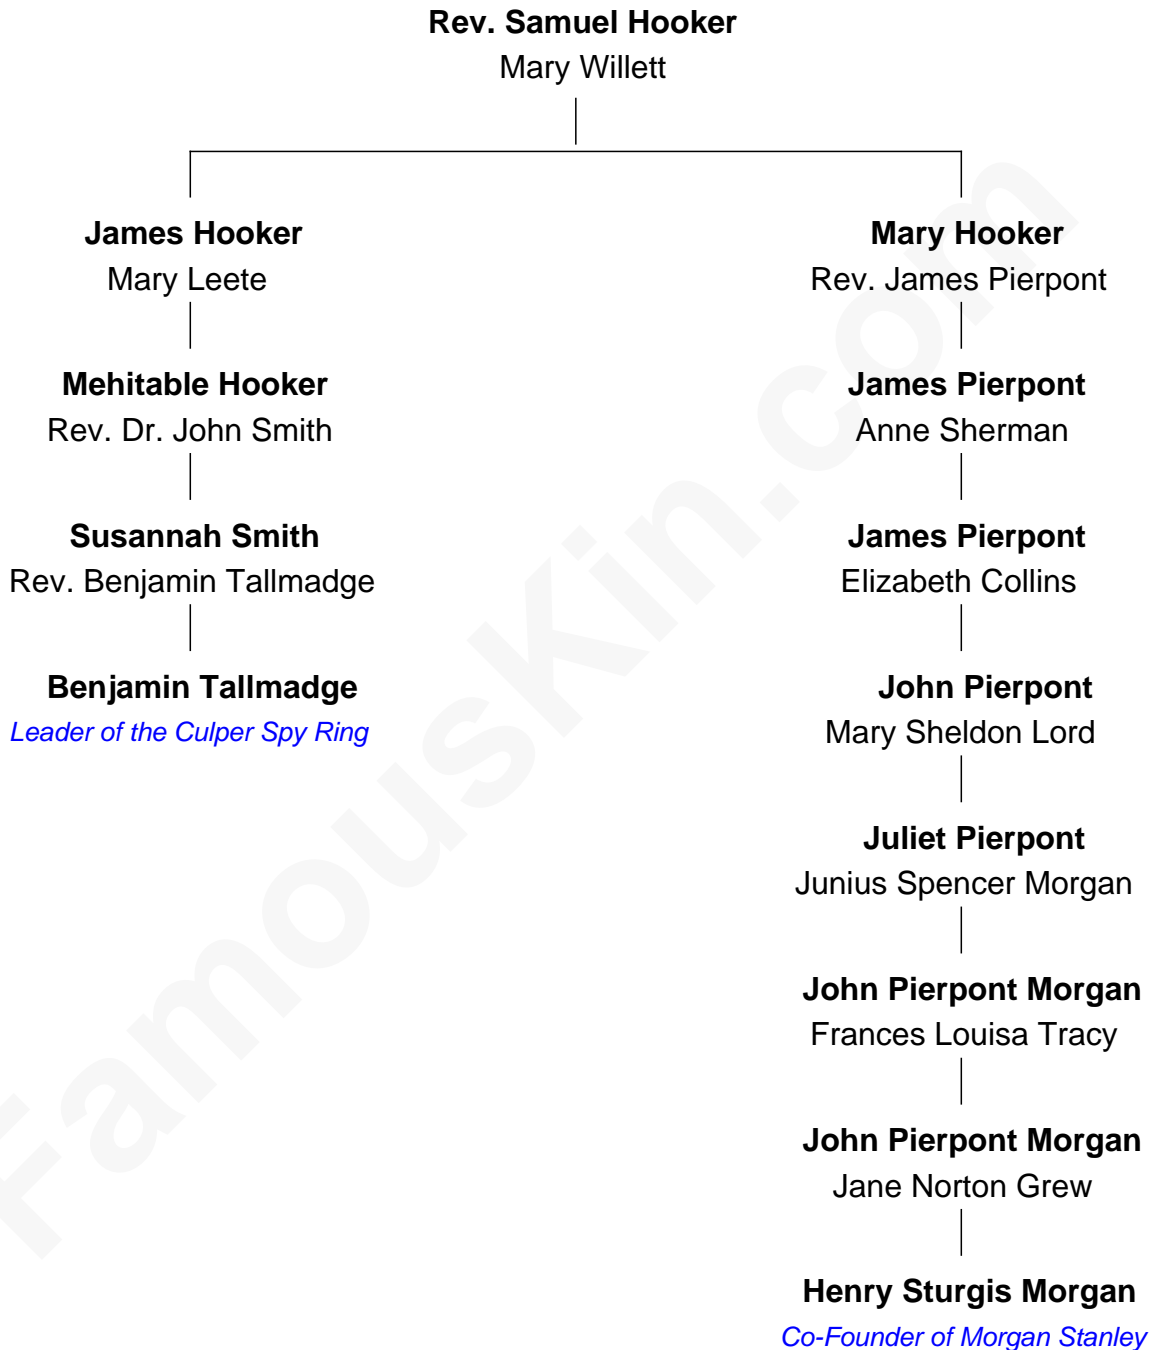 Rev. Samuel Hooker
Mary Willett
James Hooker
Mary Leete
Mehitable Hooker
Rev. Dr. John Smith
Susannah Smith
Rev. Benjamin Tallmadge
Benjamin Tallmadge
Leader of the Culper Spy Ring
Mary Hooker
Rev. James Pierpont
James Pierpont
Anne Sherman
James Pierpont
Elizabeth Collins
John Pierpont
Mary Sheldon Lord
Juliet Pierpont
Junius Spencer Morgan
John Pierpont Morgan
Frances Louisa Tracy
John Pierpont Morgan
Jane Norton Grew
Henry Sturgis Morgan
Co-Founder of Morgan Stanley
FamousKin.com